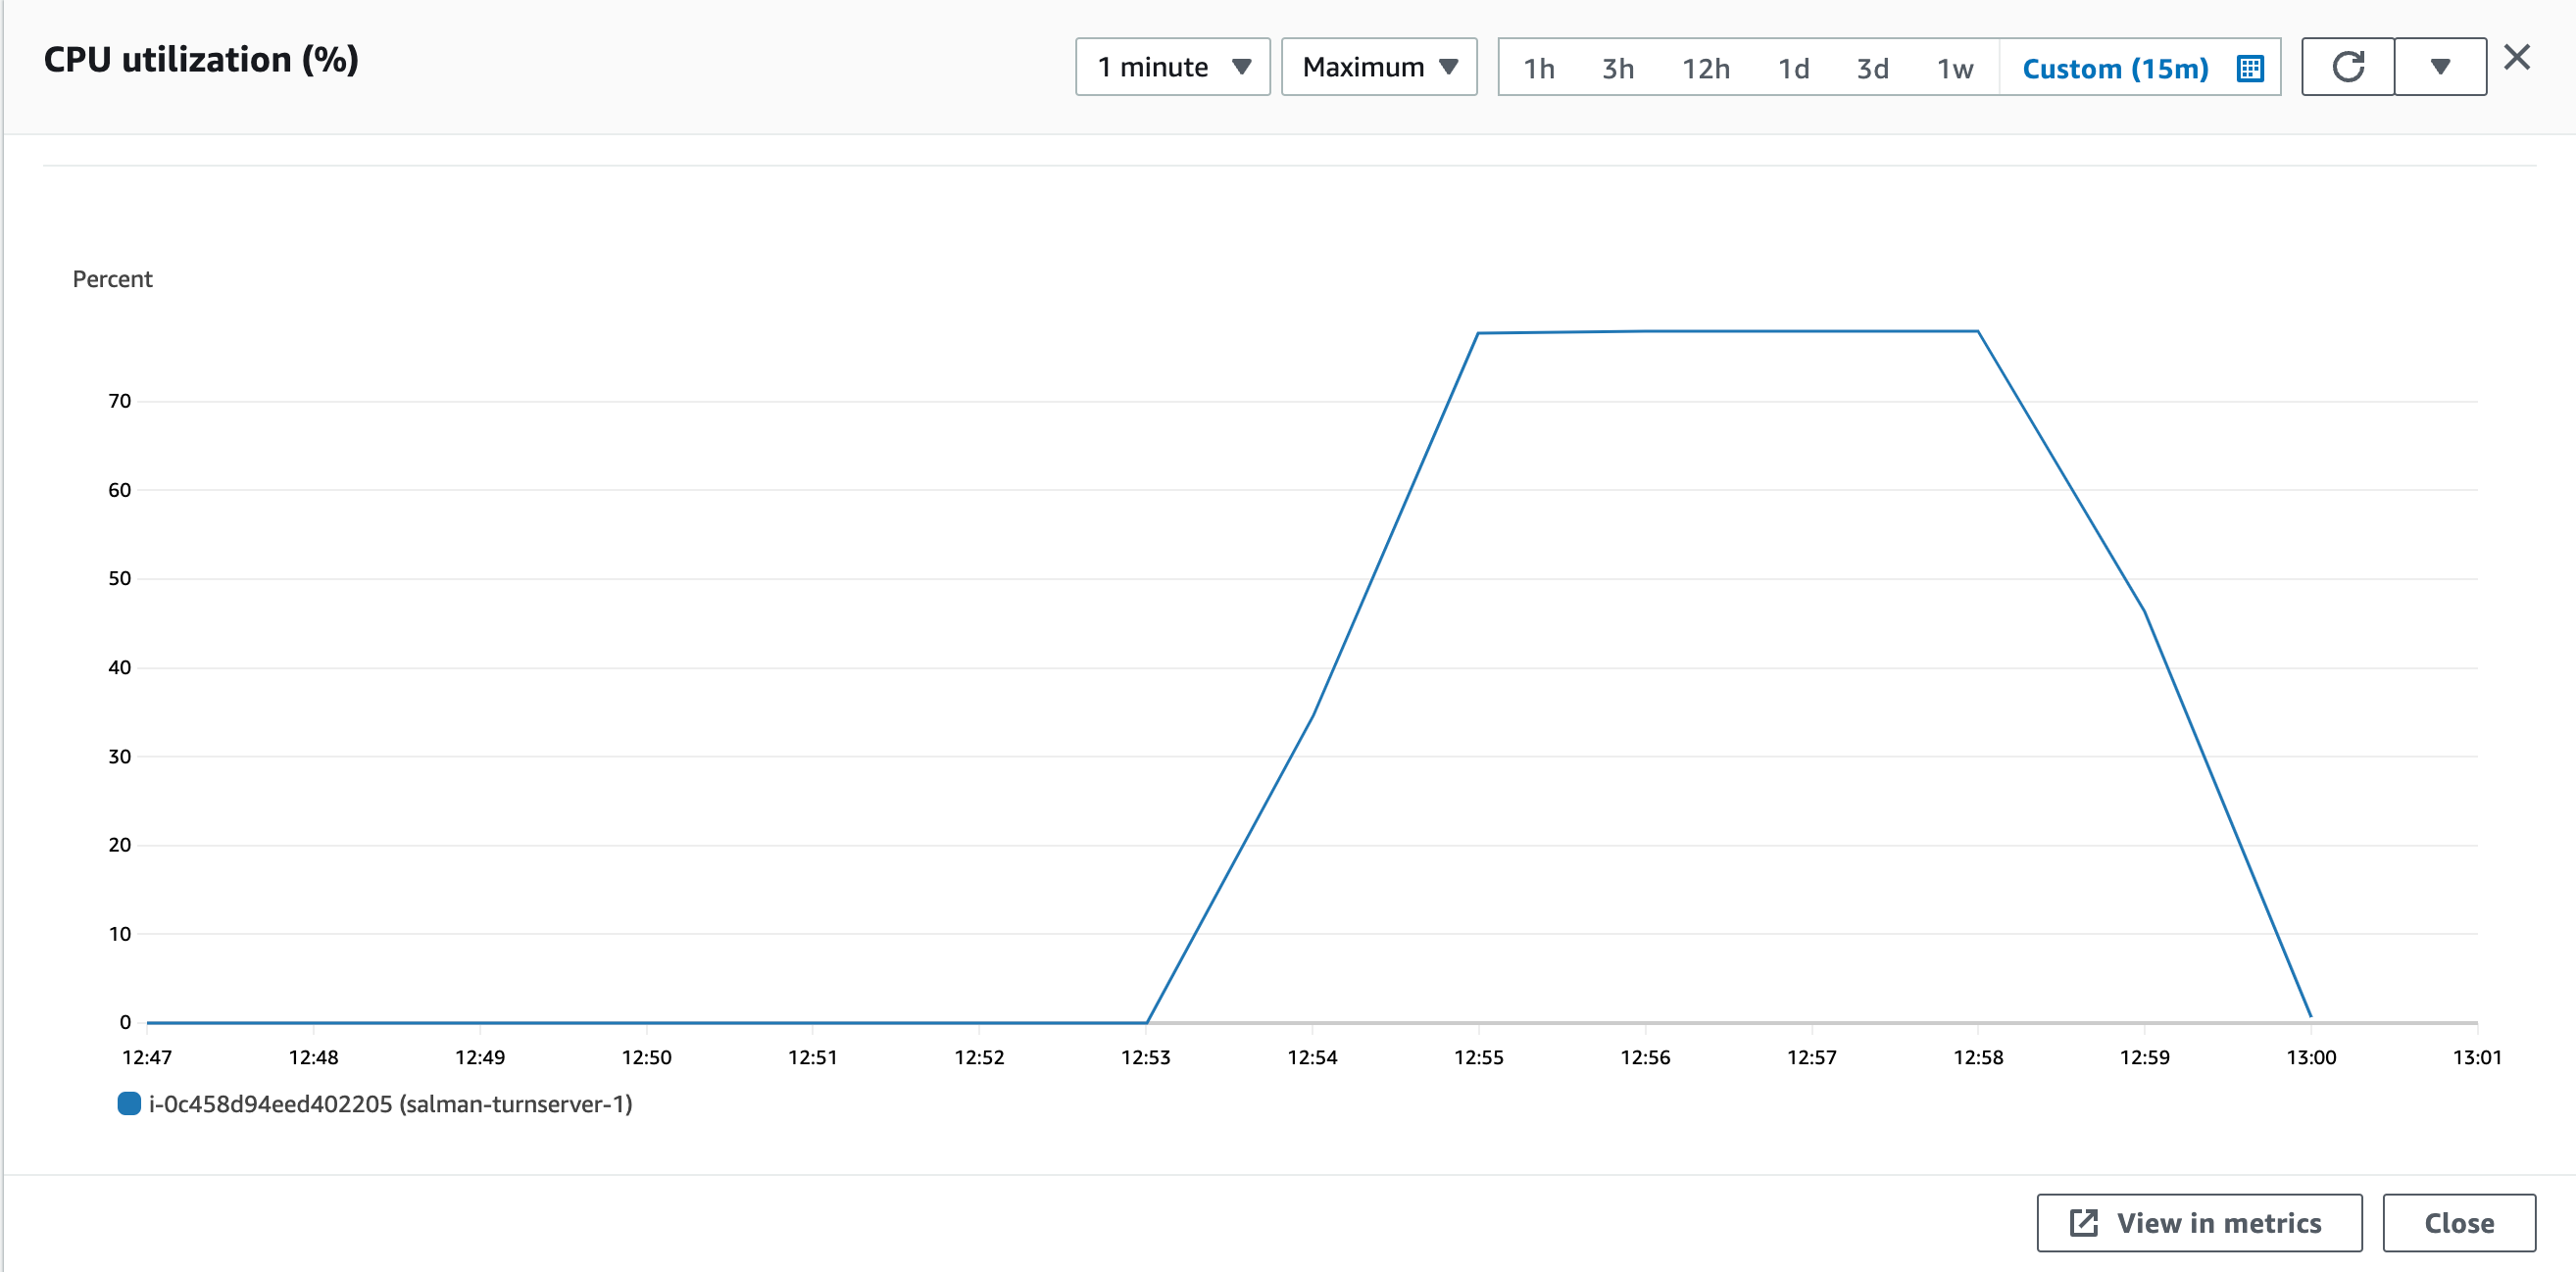 CPU utilization (%)
1 minute
Maximum
1h 3h 12h 1d 3d 1w Custom (15m)
Percent
70
60
50
40
30
20
10
0
12:47 12:48 12:49 12:50 12:51 12:52 12:53 12:54 12:55 12:56 12:57 12:58 12:59 13:00 13:01
i-0c458d94eed402205 (salman-turnserver-1)
View in metrics
Close